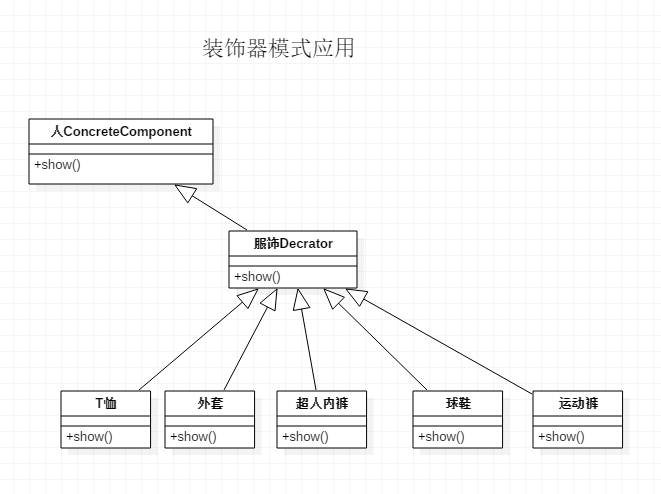 装饰器模式应用
人ConcreteComponent
+show()
服饰Decrator
+show()
T恤
+show()
外套
+show()
超人内裤
+show()
球鞋
+show()
运动裤
+show()